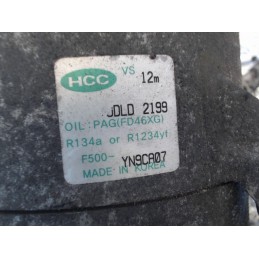 HCC VS 12m
JDLD 2199
OIL: PAG(FD46XG)
R134a or R1234yf
F500- YN9CA07
MADE IN KOREA